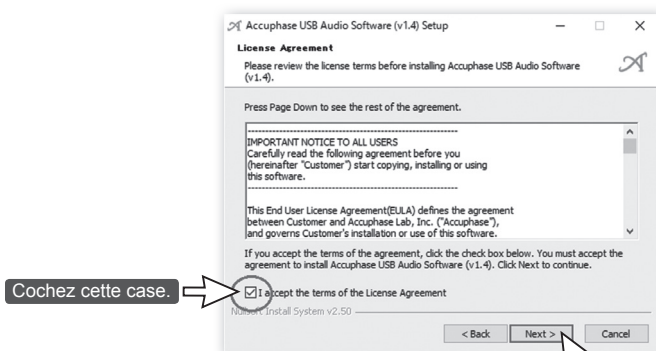 Accuphase USB Audio Software (v1.4) Setup
License Agreement
Please review the license terms before installing Accuphase USB Audio Software
(v1.4).
Press Page Down to see the rest of the agreement.
------------------------------------------------------------
IMPORTANT NOTICE TO ALL USERS
Carefully read the following agreement before you
(hereinafter "Customer") start copying, installing or using
this software.
------------------------------------------------------------
This End User License Agreement(EULA) defines the agreement
between Customer and Accuphase Lab, Inc. ("Accuphase"),
and governs Customer's installation or use of this software.
If you accept the terms of the agreement, click the check box below. You must accept the
agreement to install Accuphase USB Audio Software (v1.4). Click Next to continue.
Cochez cette case.
I accept the terms of the License Agreement
Nullsoft Install System v2.50
< Back Next > Cancel